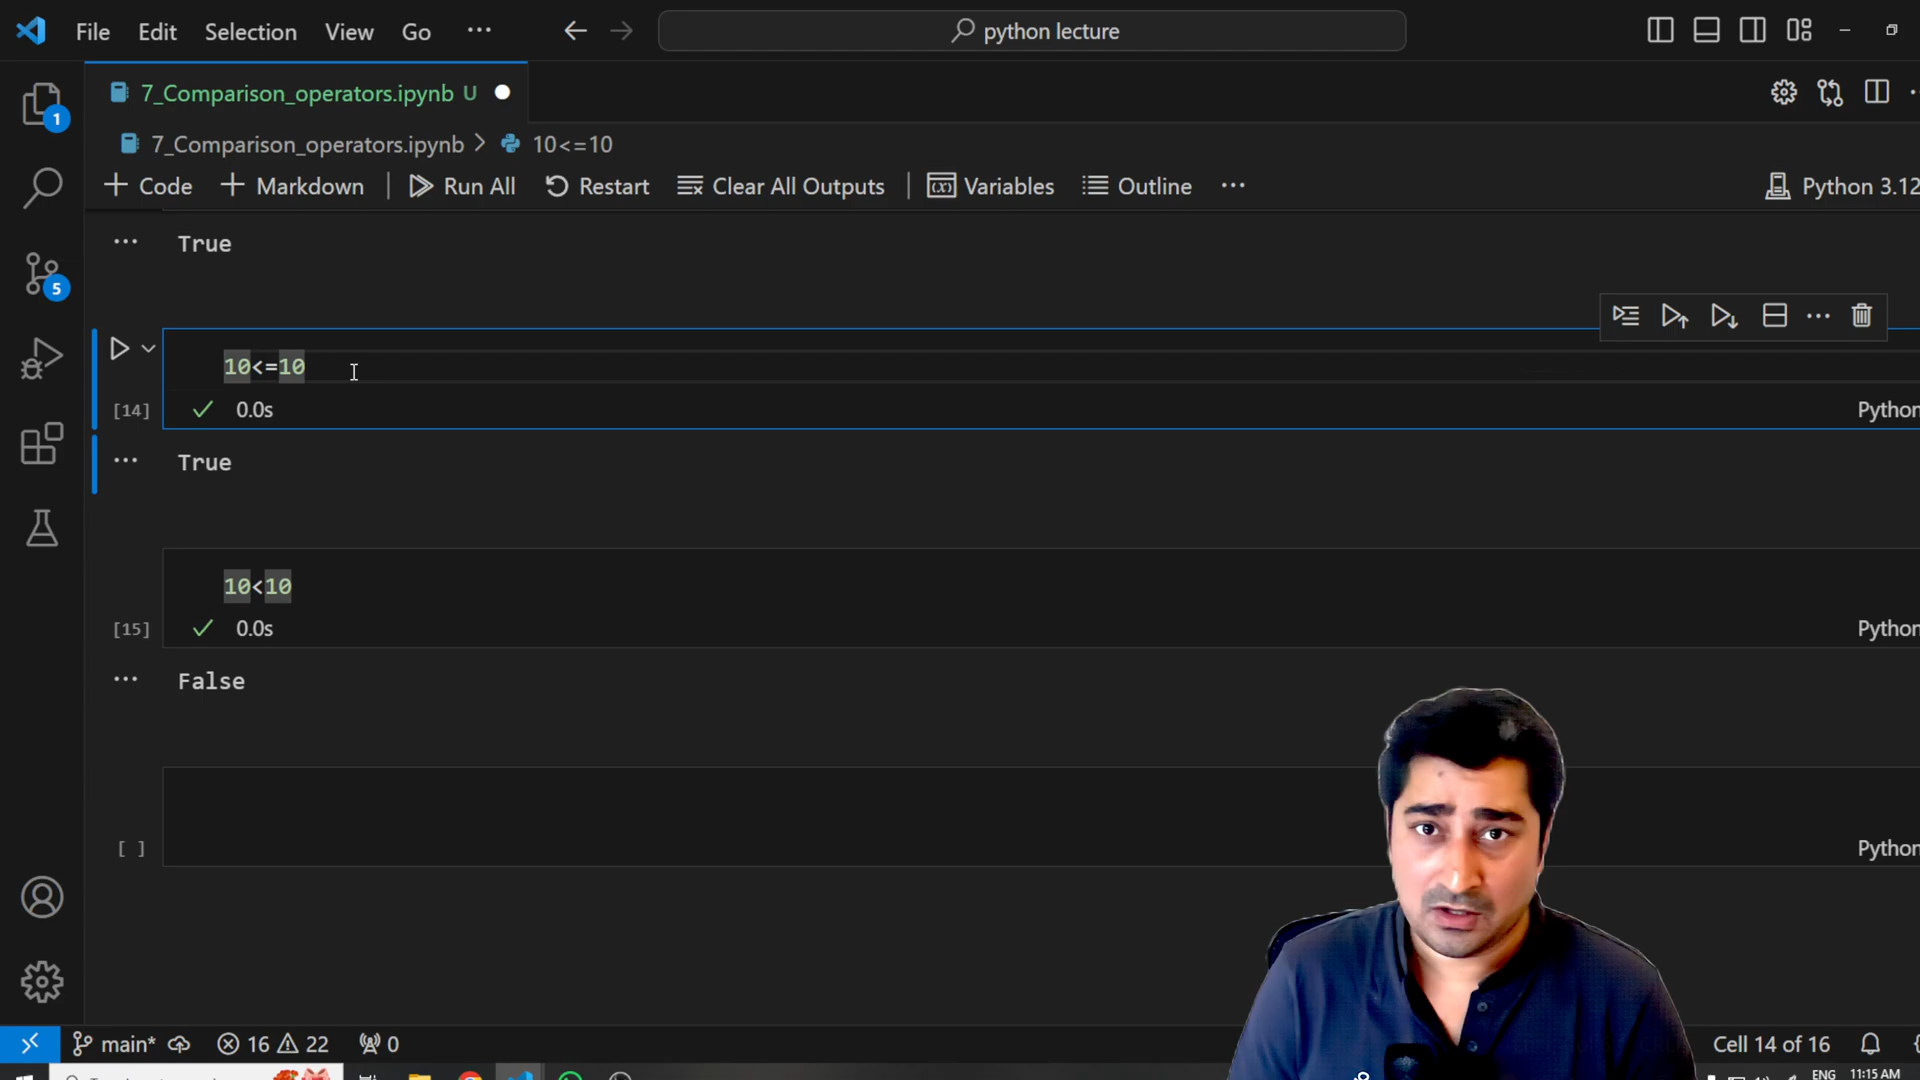 File Edit Selection View Go ... python lecture
7_Comparison_operators.ipynb U
7_Comparison_operators.ipynb > 10<=10
+ Code + Markdown | Run All Restart Clear All Outputs | Variables Outline ... Python 3.12
... True
10<=10
[14] 0.0s Python
... True
10<10
[15] 0.0s Python
... False
[ ] Python
1
5
main* 16 22 0 Cell 14 of 16
ENG 11:15 AM